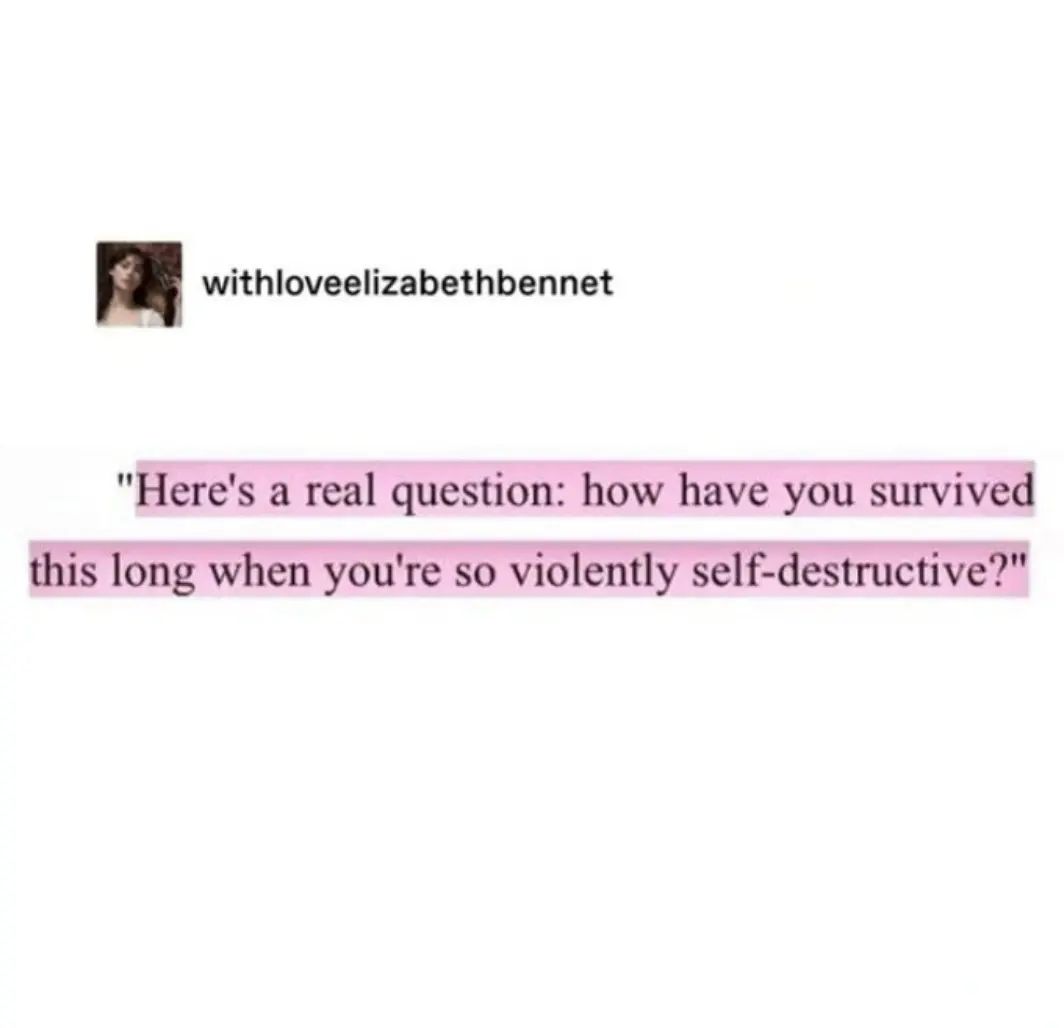 withloveelizabethbennet
"Here's a real question: how have you survived
this long when you're so violently self-destructive?"